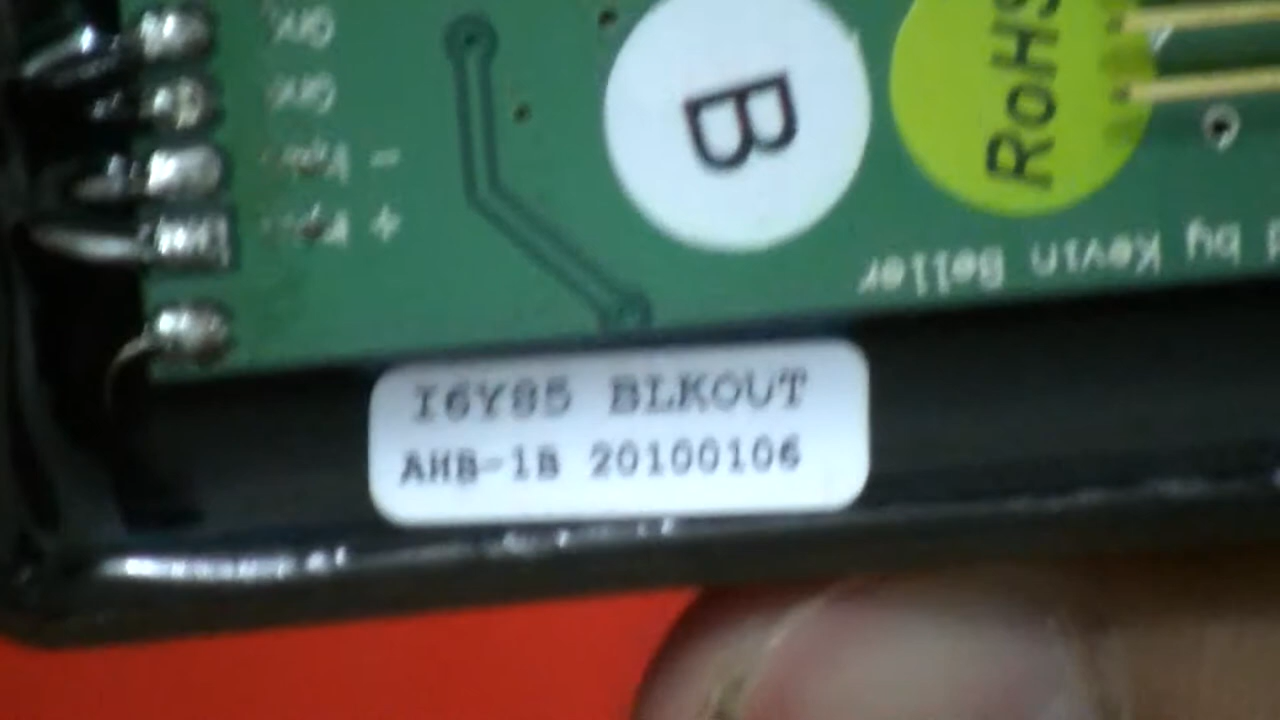 B
RoHS
by Kevin Beller
-
+
I6Y85 BLKOUT
AHB-1B 20100106